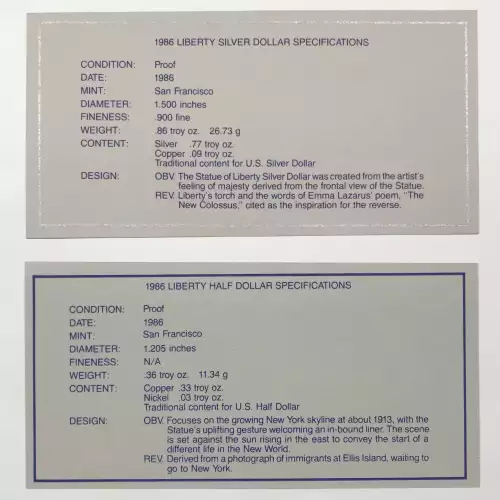 1986 LIBERTY SILVER DOLLAR SPECIFICATIONS
CONDITION: Proof
DATE: 1986
MINT: San Francisco
DIAMETER: 1.500 inches
FINENESS: .900 fine
WEIGHT: .86 troy oz. 26.73 g
CONTENT: Silver .77 troy oz.
Copper .09 troy oz.
Traditional content for U.S. Silver Dollar
DESIGN: OBV. The Statue of Liberty Silver Dollar was created from the artist's
feeling of majesty derived from the frontal view of the Statue.
REV. Liberty's torch and the words of Emma Lazarus' poem, "The
New Colossus," cited as the inspiration for the reverse.
1986 LIBERTY HALF DOLLAR SPECIFICATIONS
CONDITION: Proof
DATE: 1986
MINT: San Francisco
DIAMETER: 1.205 inches
FINENESS: N/A
WEIGHT: .36 troy oz. 11.34 g
CONTENT: Copper .33 troy oz.
Nickel .03 troy oz.
Traditional content for U.S. Half Dollar
DESIGN: OBV. Focuses on the growing New York skyline at about 1913, with the
Statue's uplifting gesture welcoming an in-bound liner. The scene
is set against the sun rising in the east to convey the start of a
different life in the New World.
REV. Derived from a photograph of immigrants at Ellis Island, waiting to
go to New York.